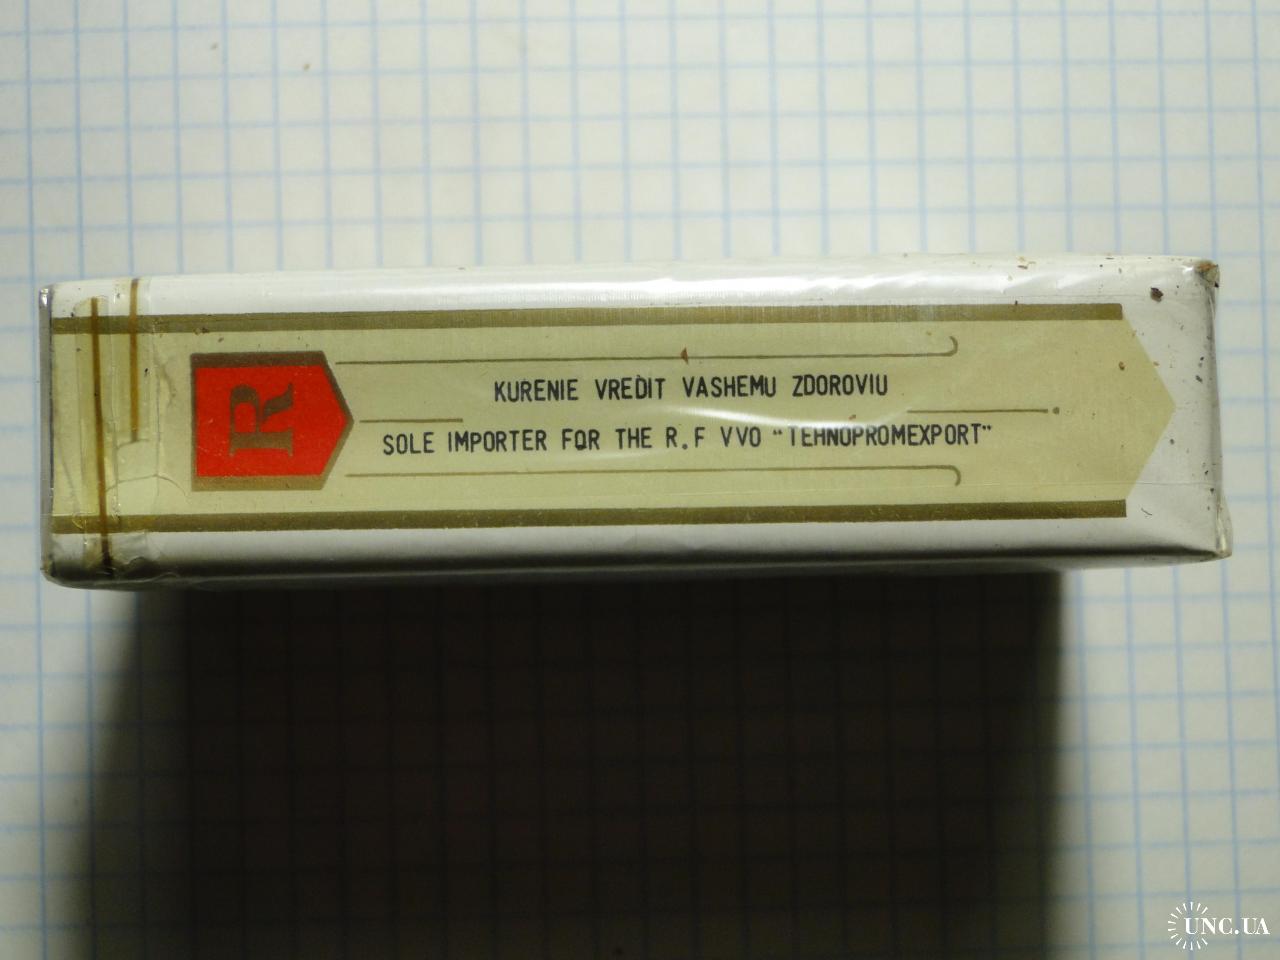 R
KURENIE VREDIT VASHEMU ZDOROVIU
SOLE IMPORTER FOR THE R.F VVO "TEHNOPROMEXPORT"
UNC.UA